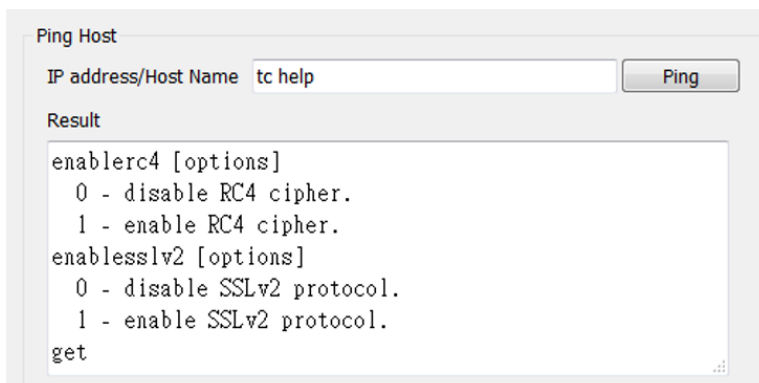 Ping Host
IP address/Host Name tc help Ping
Result
enablerc4 [options]
0 - disable RC4 cipher.
1 - enable RC4 cipher.
enablesslv2 [options]
0 - disable SSLv2 protocol.
1 - enable SSLv2 protocol.
get